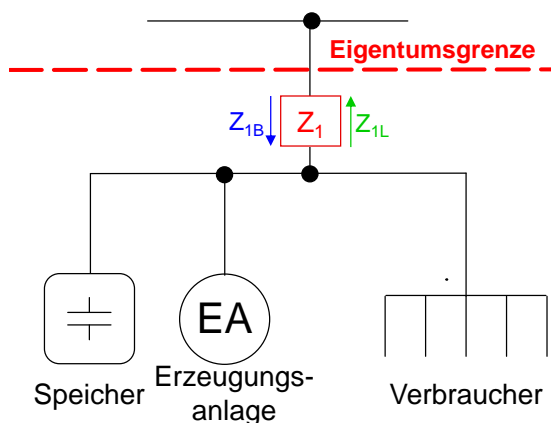 Eigentumsgrenze
Z1B Z1 Z1L
EA
Speicher
Erzeugungs-
anlage
Verbraucher